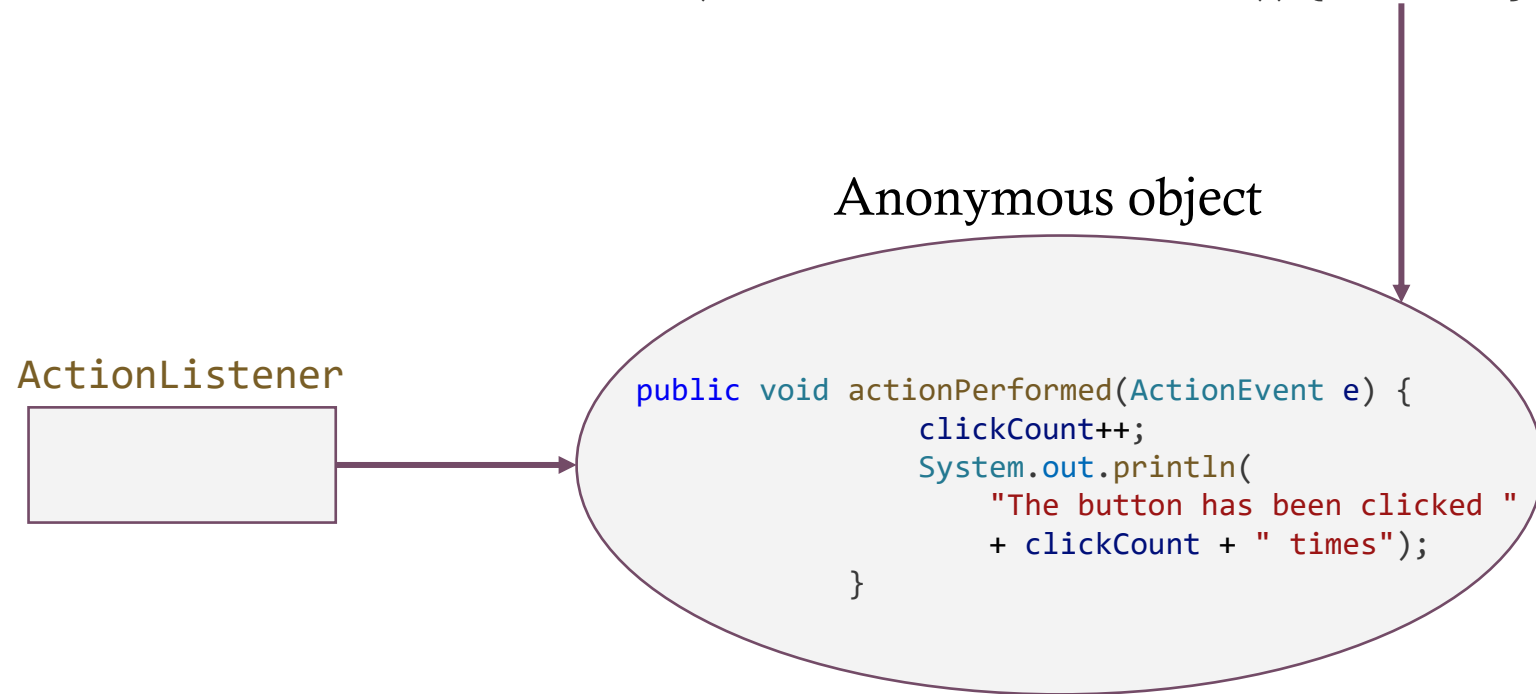 Anonymous object
ActionListener
public void actionPerformed(ActionEvent e) {
clickCount++;
System.out.println(
"The button has been clicked "
+ clickCount + " times");
}